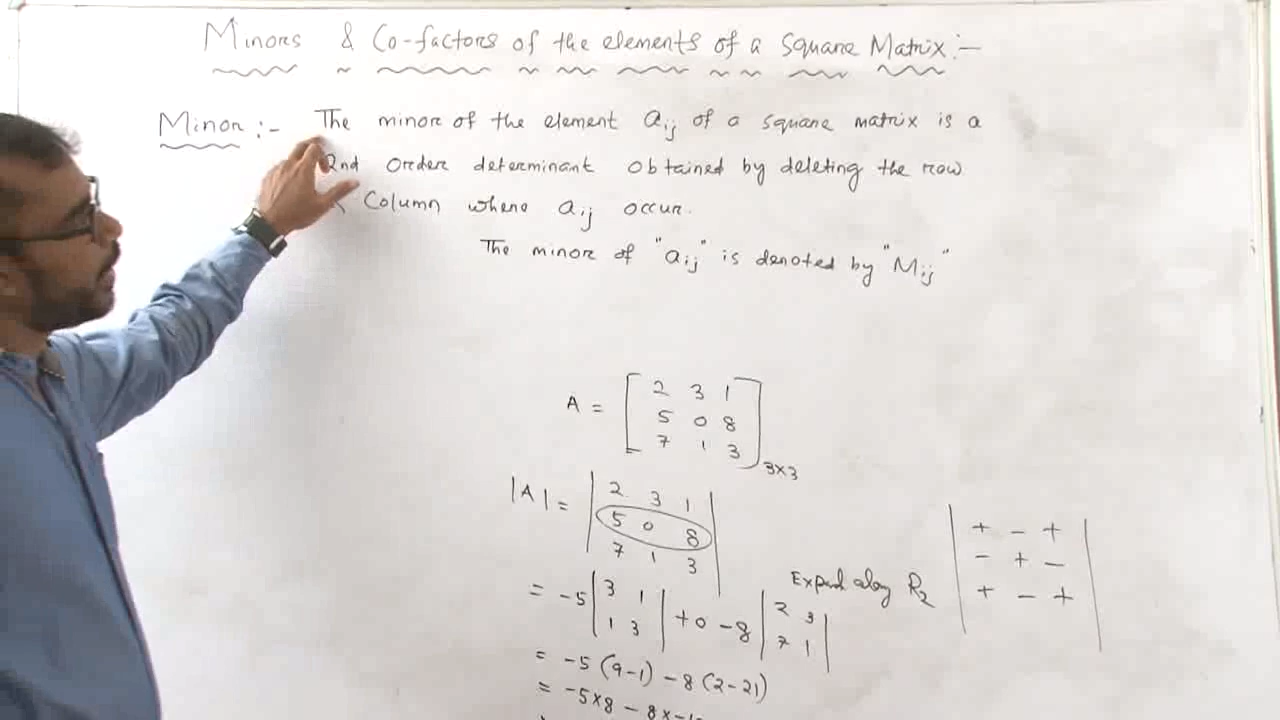 Minors & Co-factors of the elements of a square Matrix:-
Minor :- The minor of the element aij of a square matrix is a
2nd order determinant obtained by deleting the row
& Column where aij occur.
The minor of "aij" is denoted by "Mij"
A = [ 2 3 1
5 0 8
7 1 3 ] 3×3
|A| = | 2 3 1 |
5 0 8
7 1 3
+ - +
- + -
+ - +
= -5 | 3 1 | + 0 - 8 | 2 3 | Expand along R2
1 3 7 1
= -5 (9-1) - 8 (2-21)
= -5×8 - 8×